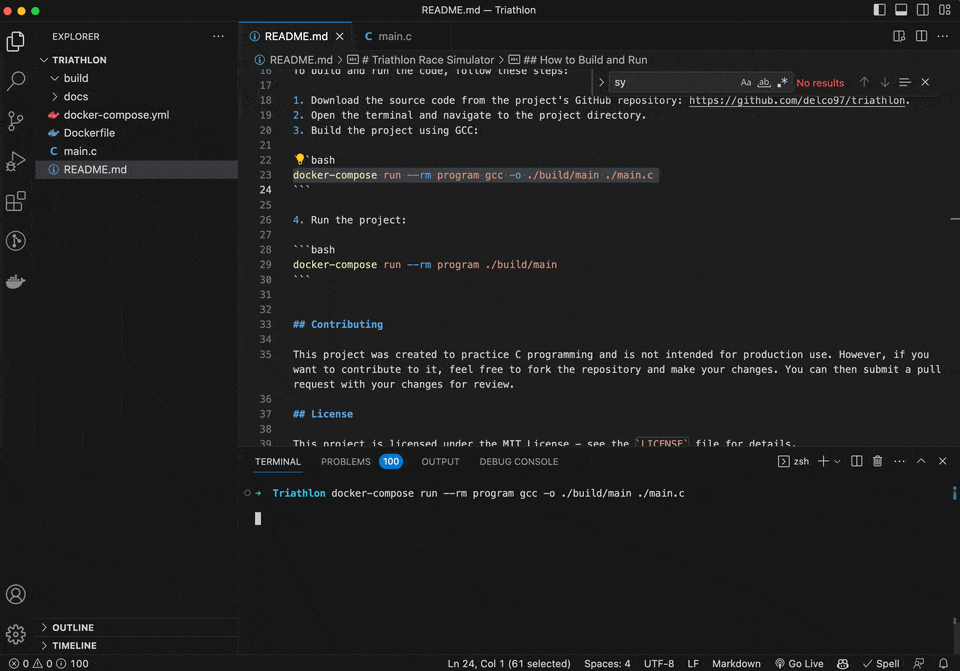 README.md — Triathlon
EXPLORER
TRIATHLON
build
docs
docker-compose.yml
Dockerfile
C main.c
README.md
README.md
C main.c
README.md > # Triathlon Race Simulator > ## How to Build and Run
sy Aa ab .* No results
16 To build and run the code, follow these steps:
17
18 1. Download the source code from the project's GitHub repository: https://github.com/delco97/triathlon.
19 2. Open the terminal and navigate to the project directory.
20 3. Build the project using GCC:
21
22 ```bash
23 docker-compose run --rm program gcc -o ./build/main ./main.c
24 ```
25
26 4. Run the project:
27
28 ```bash
29 docker-compose run --rm program ./build/main
30 ```
31
32
33 ## Contributing
34
35 This project was created to practice C programming and is not intended for production use. However, if you
want to contribute to it, feel free to fork the repository and make your changes. You can then submit a pull
request with your changes for review.
36
37 ## License
38
39 This project is licensed under the MIT License - see the `LICENSE` file for details.
TERMINAL PROBLEMS 100 OUTPUT DEBUG CONSOLE
zsh
Triathlon docker-compose run --rm program gcc -o ./build/main ./main.c
OUTLINE
TIMELINE
0 0 100
Ln 24, Col 1 (61 selected) Spaces: 4 UTF-8 LF Markdown Go Live Spell